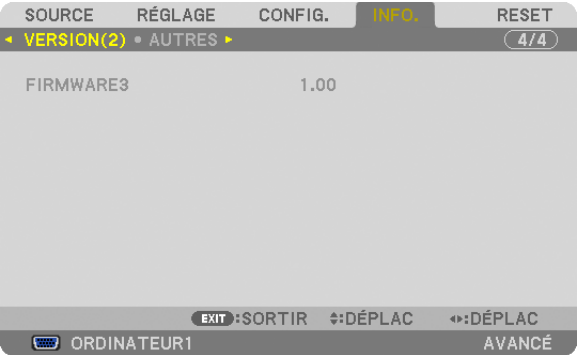 SOURCE RÉGLAGE CONFIG. INFO. RESET
VERSION(2) • AUTRES 4/4
FIRMWARE3 1.00
EXIT:SORTIR :DÉPLAC :DÉPLAC
ORDINATEUR1 AVANCÉ